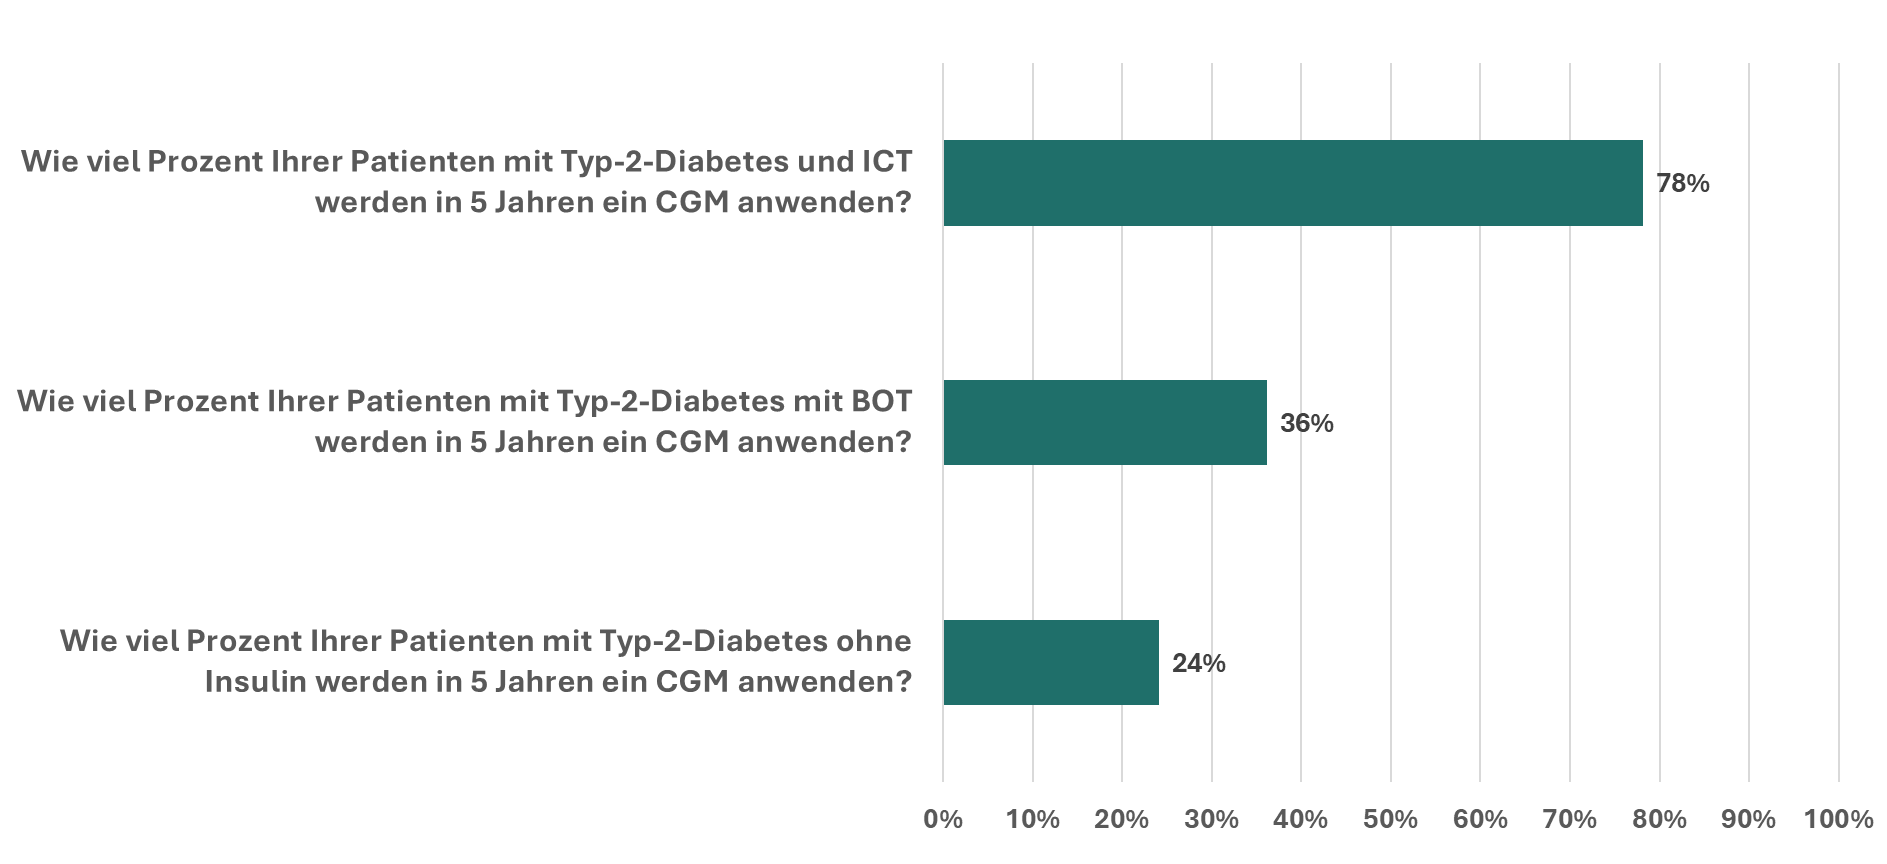 Wie viel Prozent Ihrer Patienten mit Typ-2-Diabetes und ICT
werden in 5 Jahren ein CGM anwenden?
78%
Wie viel Prozent Ihrer Patienten mit Typ-2-Diabetes mit BOT
werden in 5 Jahren ein CGM anwenden?
36%
Wie viel Prozent Ihrer Patienten mit Typ-2-Diabetes ohne
Insulin werden in 5 Jahren ein CGM anwenden?
24%
0% 10% 20% 30% 40% 50% 60% 70% 80% 90% 100%